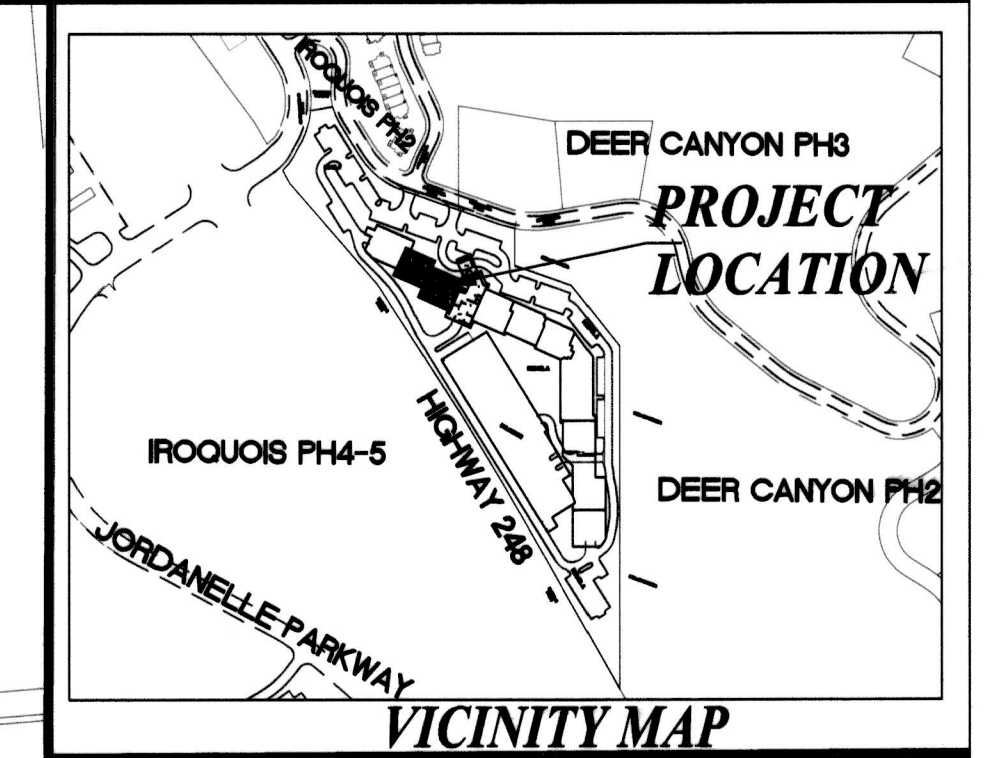 IROQUOIS PH2
DEER CANYON PH3
PROJECT
LOCATION
HIGHWAY 248
IROQUOIS PH4-5
DEER CANYON PH2
JORDANELLE PARKWAY
VICINITY MAP